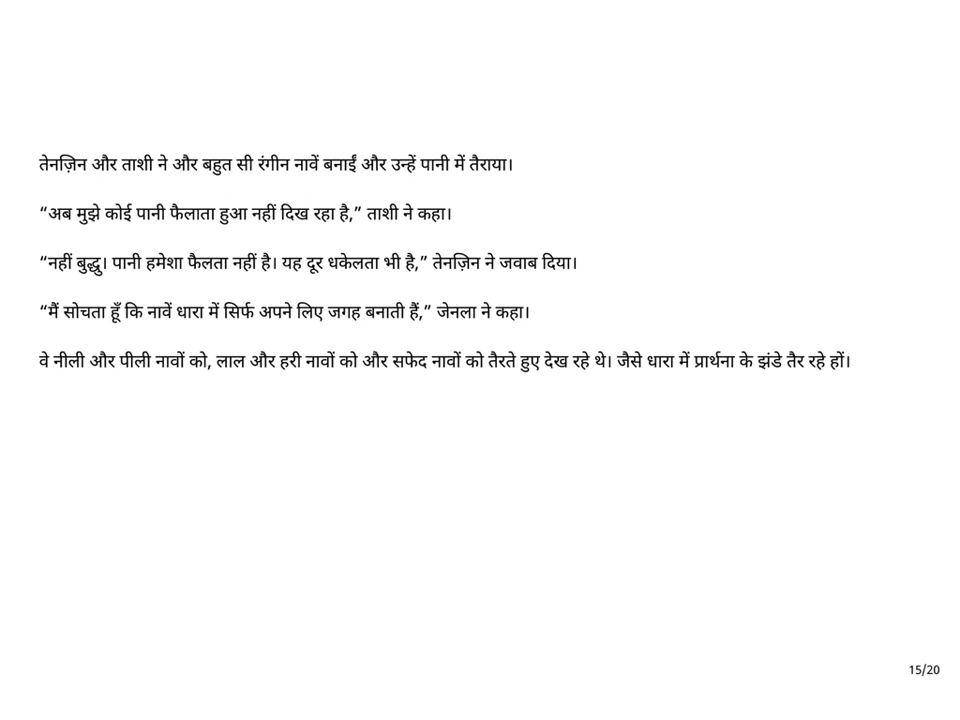 तेनज़िन और ताशी ने और बहुत सी रंगीन नावें बनाईं और उन्हें पानी में तैराया।
“अब मुझे कोई पानी फैलाता हुआ नहीं दिख रहा है,” ताशी ने कहा।
“नहीं बुद्धु। पानी हमेशा फैलता नहीं है। यह दूर धकेलता भी है,” तेनज़िन ने जवाब दिया।
“मैं सोचता हूँ कि नावें धारा में सिर्फ अपने लिए जगह बनाती हैं,” जेनला ने कहा।
वे नीली और पीली नावों को, लाल और हरी नावों को और सफेद नावों को तैरते हुए देख रहे थे। जैसे धारा में प्रार्थना के झंडे तैर रहे हों।
15/20